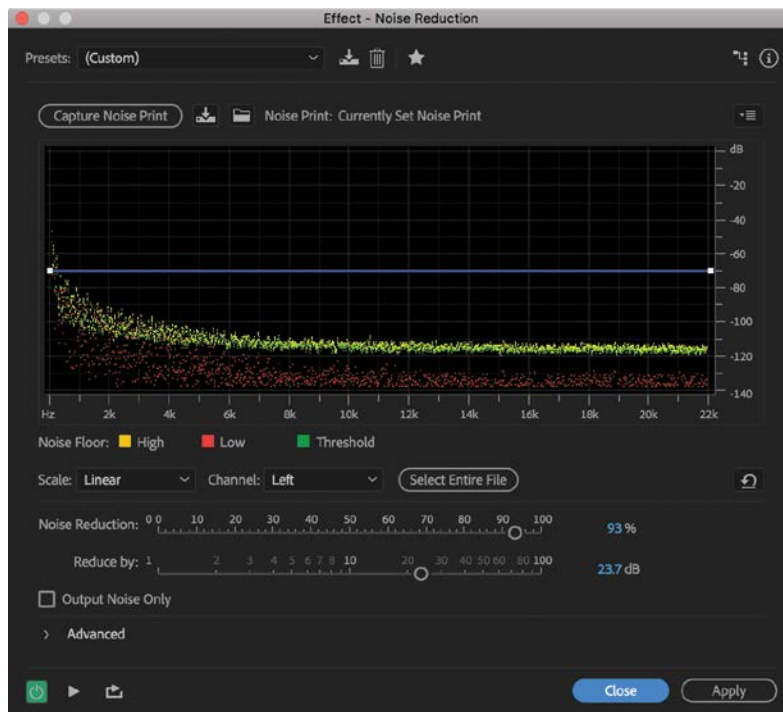 Effect - Noise Reduction
Presets: (Custom)
Capture Noise Print Noise Print: Currently Set Noise Print
dB
-20
-40
-60
-80
-100
-120
-140
Hz 2k 4k 6k 8k 10k 12k 14k 16k 18k 20k 22k
Noise Floor: High Low Threshold
Scale: Linear Channel: Left Select Entire File
Noise Reduction: 0 0 10 20 30 40 50 60 70 80 90 100 93 %
Reduce by: 1 2 3 4 5 6 7 8 10 20 30 40 50 60 80 100 23.7 dB
Output Noise Only
Advanced
Close Apply